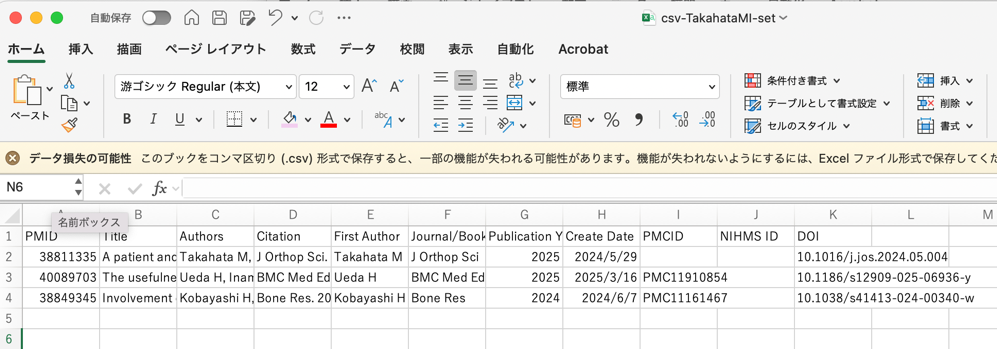 自動保存 csv-TakahataMI-set
ホーム 挿入 描画 ページ レイアウト 数式 データ 校閲 表示 自動化 Acrobat
ペースト 游ゴシック Regular (本文) 12 A A ab 標準 条件付き書式 挿入
B I U A abc % テーブルとして書式設定 削除
セルのスタイル 書式
データ損失の可能性 このブックをコンマ区切り (.csv) 形式で保存すると、一部の機能が失われる可能性があります。機能が失われないようにするには、Excel ファイル形式で保存してくだ
N6 fx
名前ボックス
A B C D E F G H I J K L M
1 PMID Title Authors Citation First Author Journal/Book Publication Y Create Date PMCID NIHMS ID DOI
2 38811335 A patient and Takahata M, J Orthop Sci. Takahata M J Orthop Sci 2025 2024/5/29 10.1016/j.jos.2024.05.004
3 40089703 The usefulne Ueda H, Inam BMC Med Ed Ueda H BMC Med Ed 2025 2025/3/16 PMC11910854 10.1186/s12909-025-06936-y
4 38849345 Involvement Kobayashi H, Bone Res. 20 Kobayashi H Bone Res 2024 2024/6/7 PMC11161467 10.1038/s41413-024-00340-w
5
6